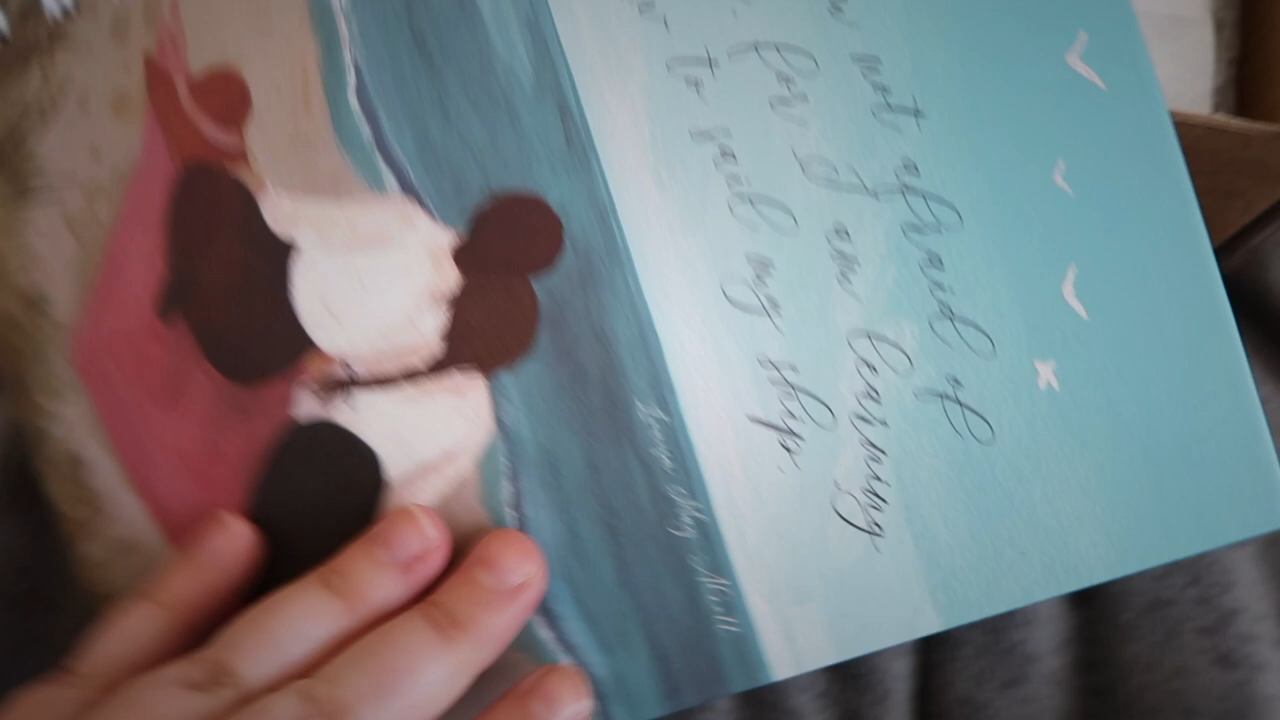 not afraid of
for I am learning
to sail my ship.
Louisa May Alcott